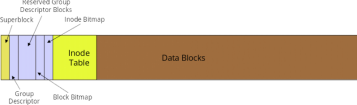 Reserved Group
Descriptor Blocks
Superblock
Inode Bitmap
Inode
Table
Data Blocks
Group
Descriptor
Block Bitmap